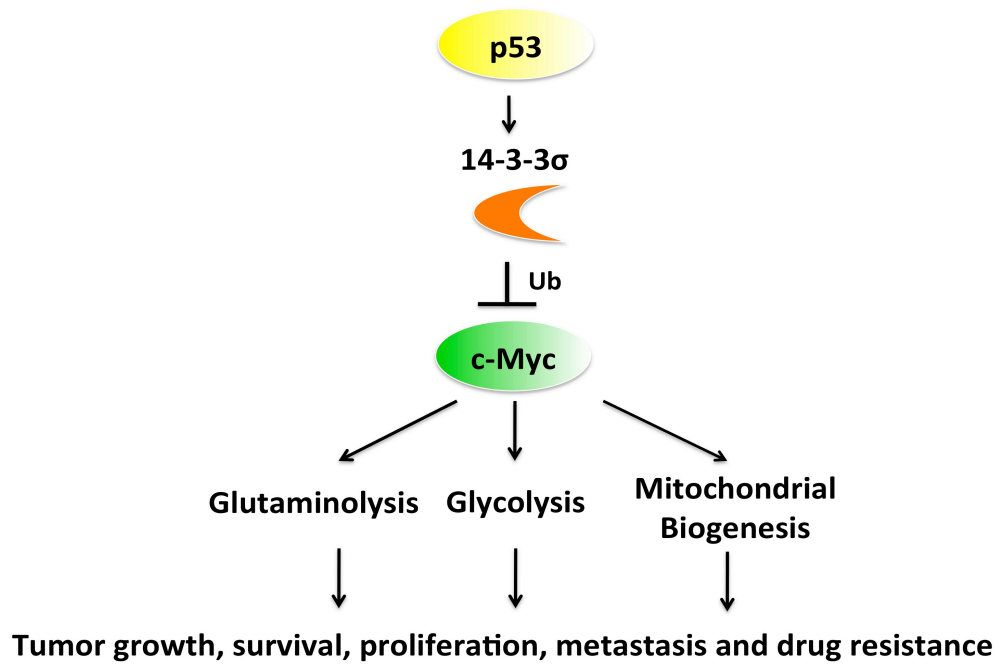 p53
14-3-3σ
Ub
c-Myc
Glutaminolysis
Glycolysis
Mitochondrial
Biogenesis
Tumor growth, survival, proliferation, metastasis and drug resistance